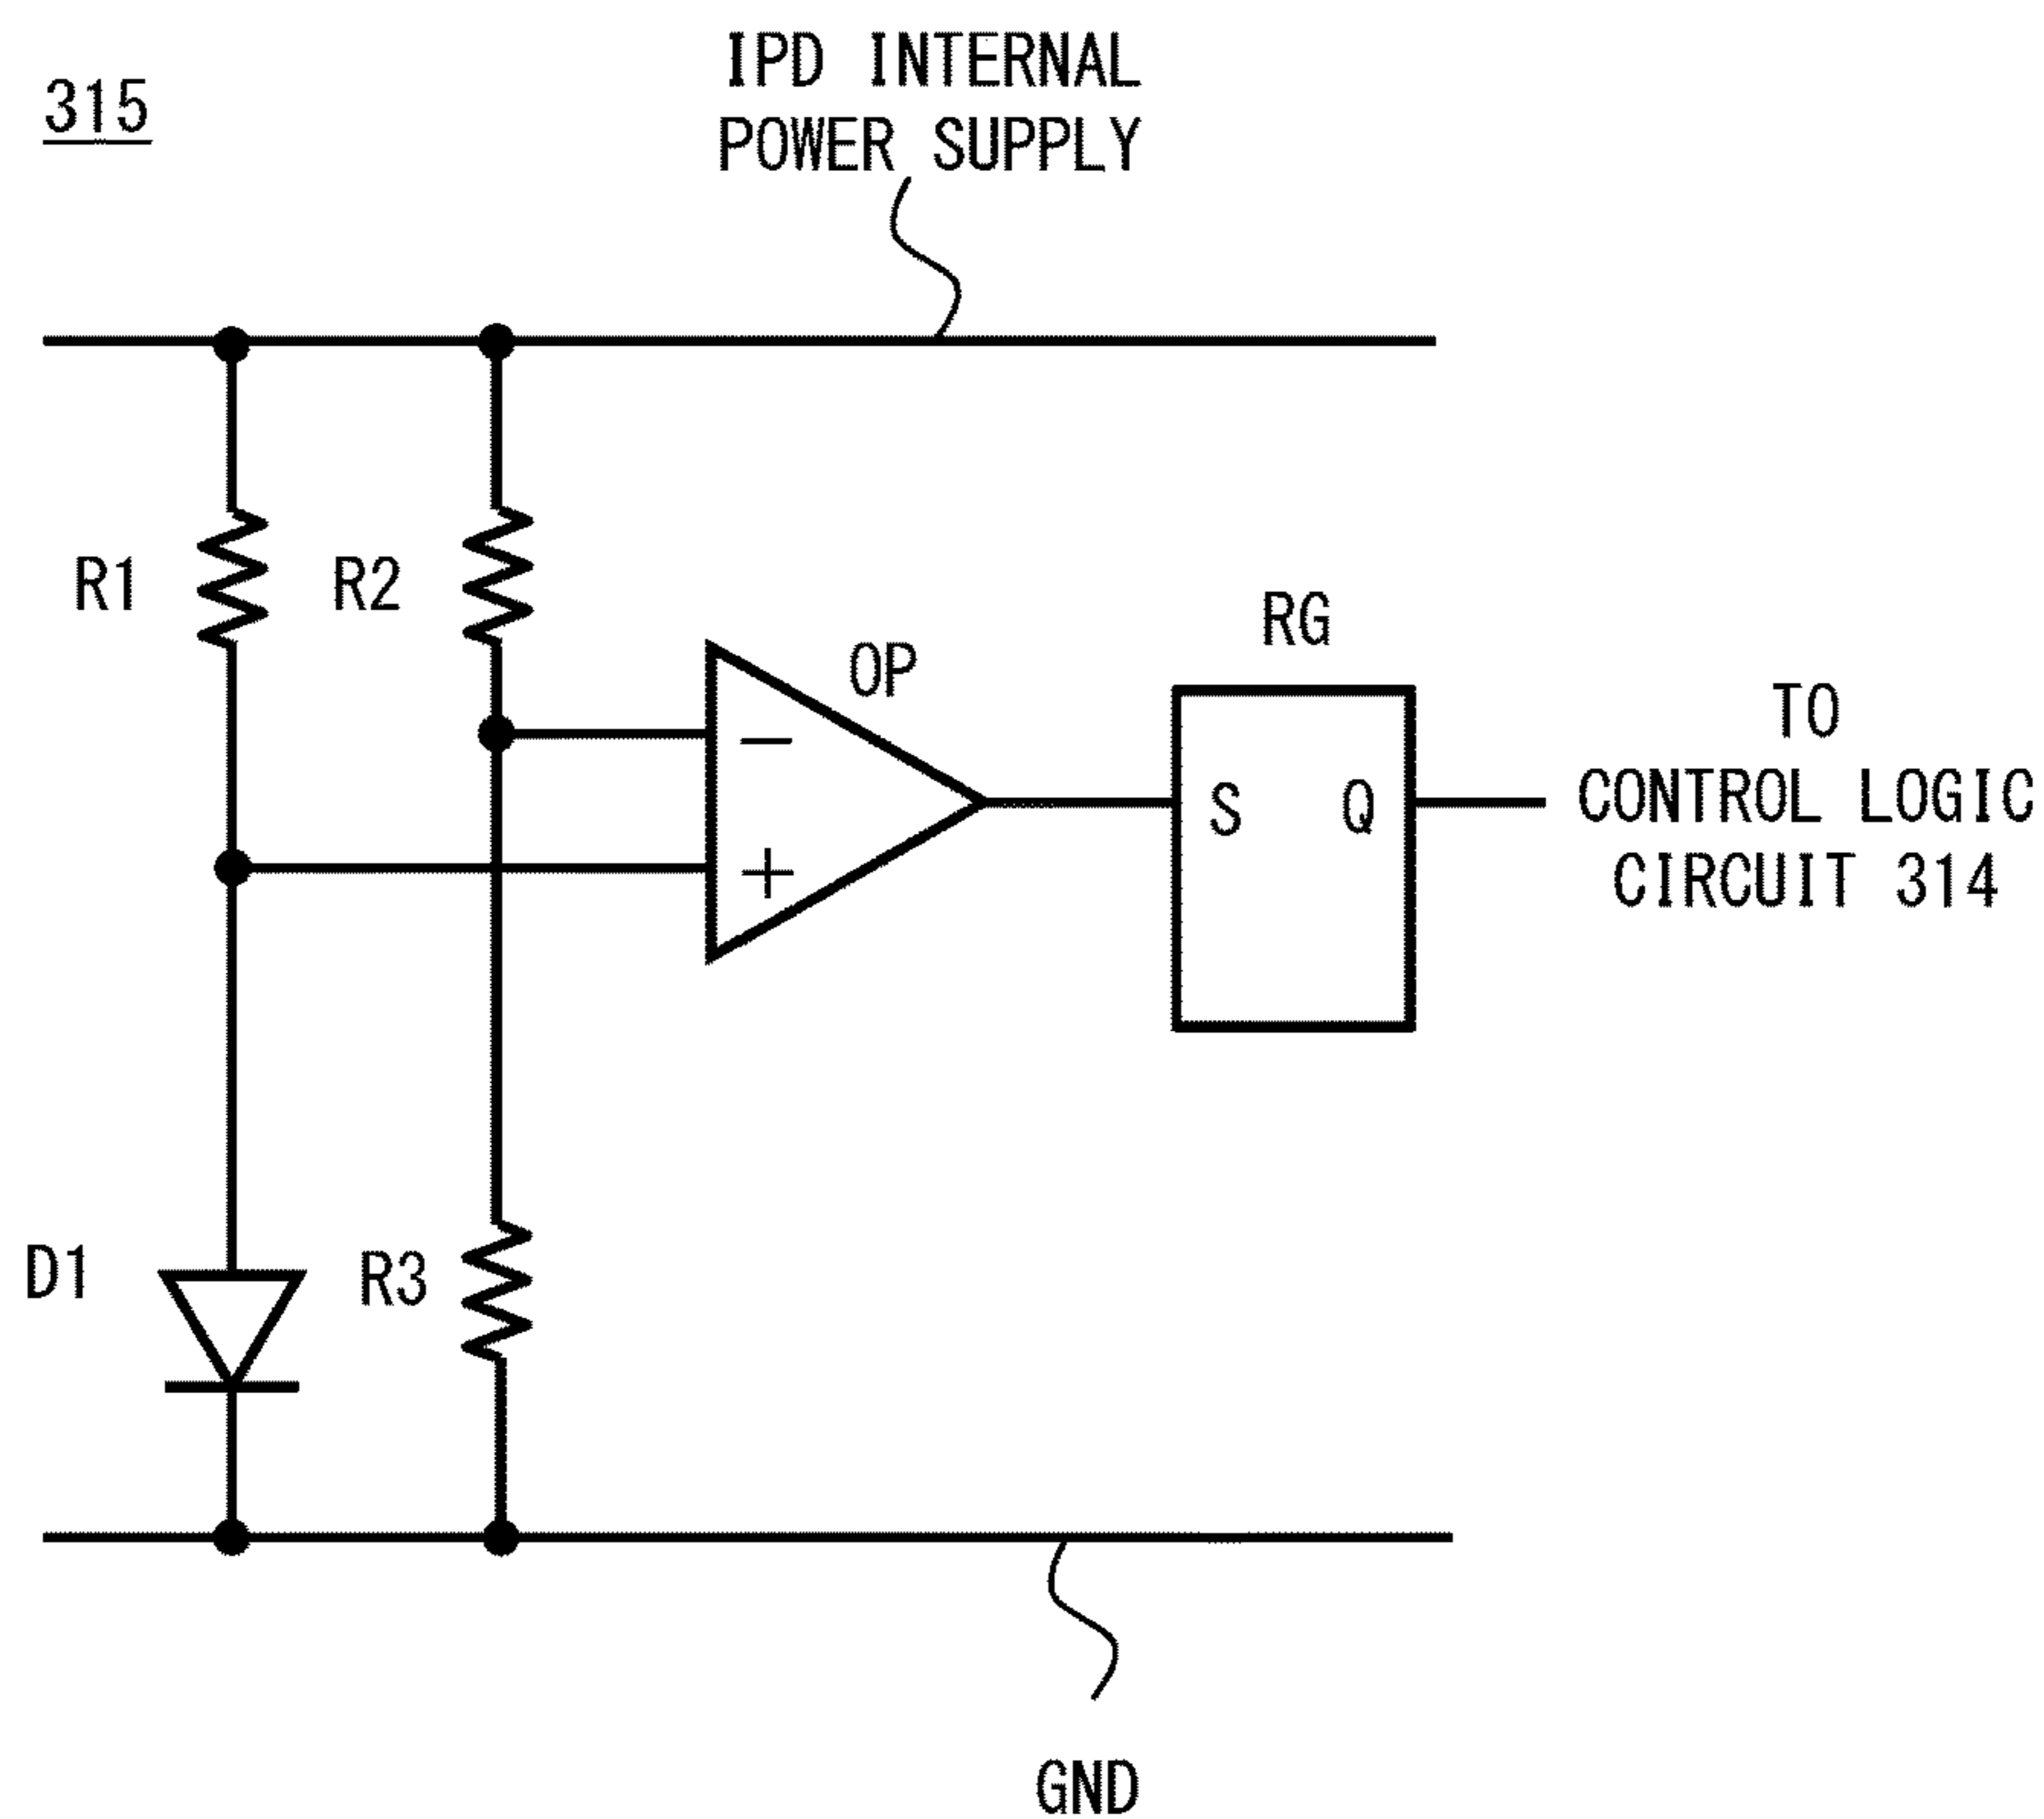 315
IPD INTERNAL
POWER SUPPLY
R1
R2
OP
RG
−
+
S
Q
TO
CONTROL LOGIC
CIRCUIT 314
D1
R3
GND